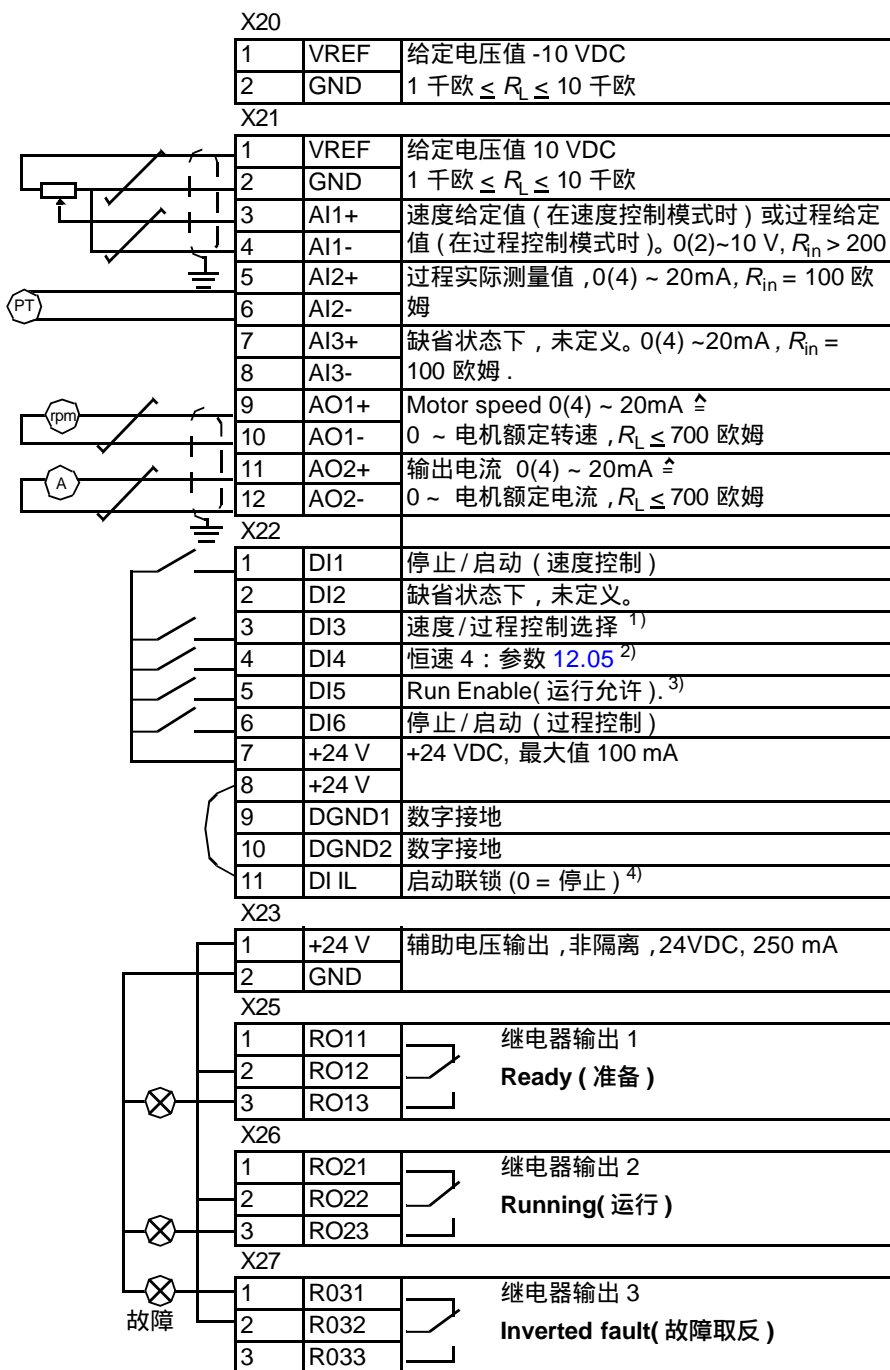 X20
1 VREF 给定电压值 -10 VDC
2 GND 1 千欧 ≤ RL ≤ 10 千欧
X21
1 VREF 给定电压值 10 VDC
2 GND 1 千欧 ≤ RL ≤ 10 千欧
3 AI1+ 速度给定值 ( 在速度控制模式时 ) 或过程给定
4 AI1- 值 ( 在过程控制模式时 )。0(2)~10 V, Rin > 200
5 AI2+ 过程实际测量值 ,0(4) ~ 20mA, Rin = 100 欧
PT
6 AI2- 姆
7 AI3+ 缺省状态下，未定义。0(4) ~20mA , Rin =
8 AI3- 100 欧姆 .
rpm
9 AO1+ Motor speed 0(4) ~ 20mA ≙
10 AO1- 0 ~ 电机额定转速 ,RL ≤ 700 欧姆
A
11 AO2+ 输出电流 0(4) ~ 20mA ≙
12 AO2- 0 ~ 电机额定电流 ,RL ≤ 700 欧姆
X22
1 DI1 停止 / 启动 ( 速度控制 )
2 DI2 缺省状态下，未定义。
3 DI3 速度 / 过程控制选择 1)
4 DI4 恒速 4：参数 12.05 2)
5 DI5 Run Enable( 运行允许 ). 3)
6 DI6 停止 / 启动 ( 过程控制 )
7 +24 V +24 VDC, 最大值 100 mA
8 +24 V
9 DGND1 数字接地
10 DGND2 数字接地
11 DI IL 启动联锁 (0 = 停止 ) 4)
X23
1 +24 V 辅助电压输出 ,非隔离 ,24VDC, 250 mA
2 GND
X25
1 RO11 继电器输出 1
2 RO12 Ready ( 准备 )
3 RO13
X26
1 RO21 继电器输出 2
2 RO22 Running( 运行 )
3 RO23
X27
1 R031 继电器输出 3
故障
2 R032 Inverted fault( 故障取反 )
3 R033